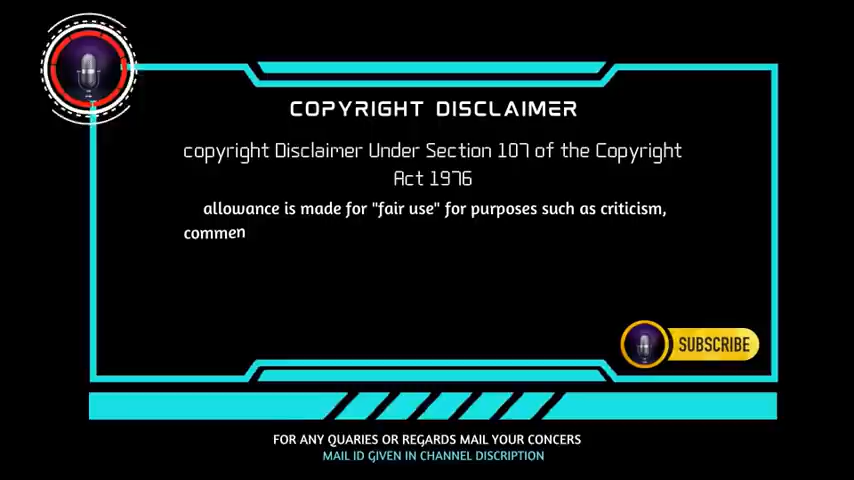 COPYRIGHT DISCLAIMER
copyright Disclaimer Under Section 107 of the Copyright
Act 1976
allowance is made for "fair use" for purposes such as criticism,
commen
SUBSCRIBE
FOR ANY QUARIES OR REGARDS MAIL YOUR CONCERS
MAIL ID GIVEN IN CHANNEL DISCRIPTION